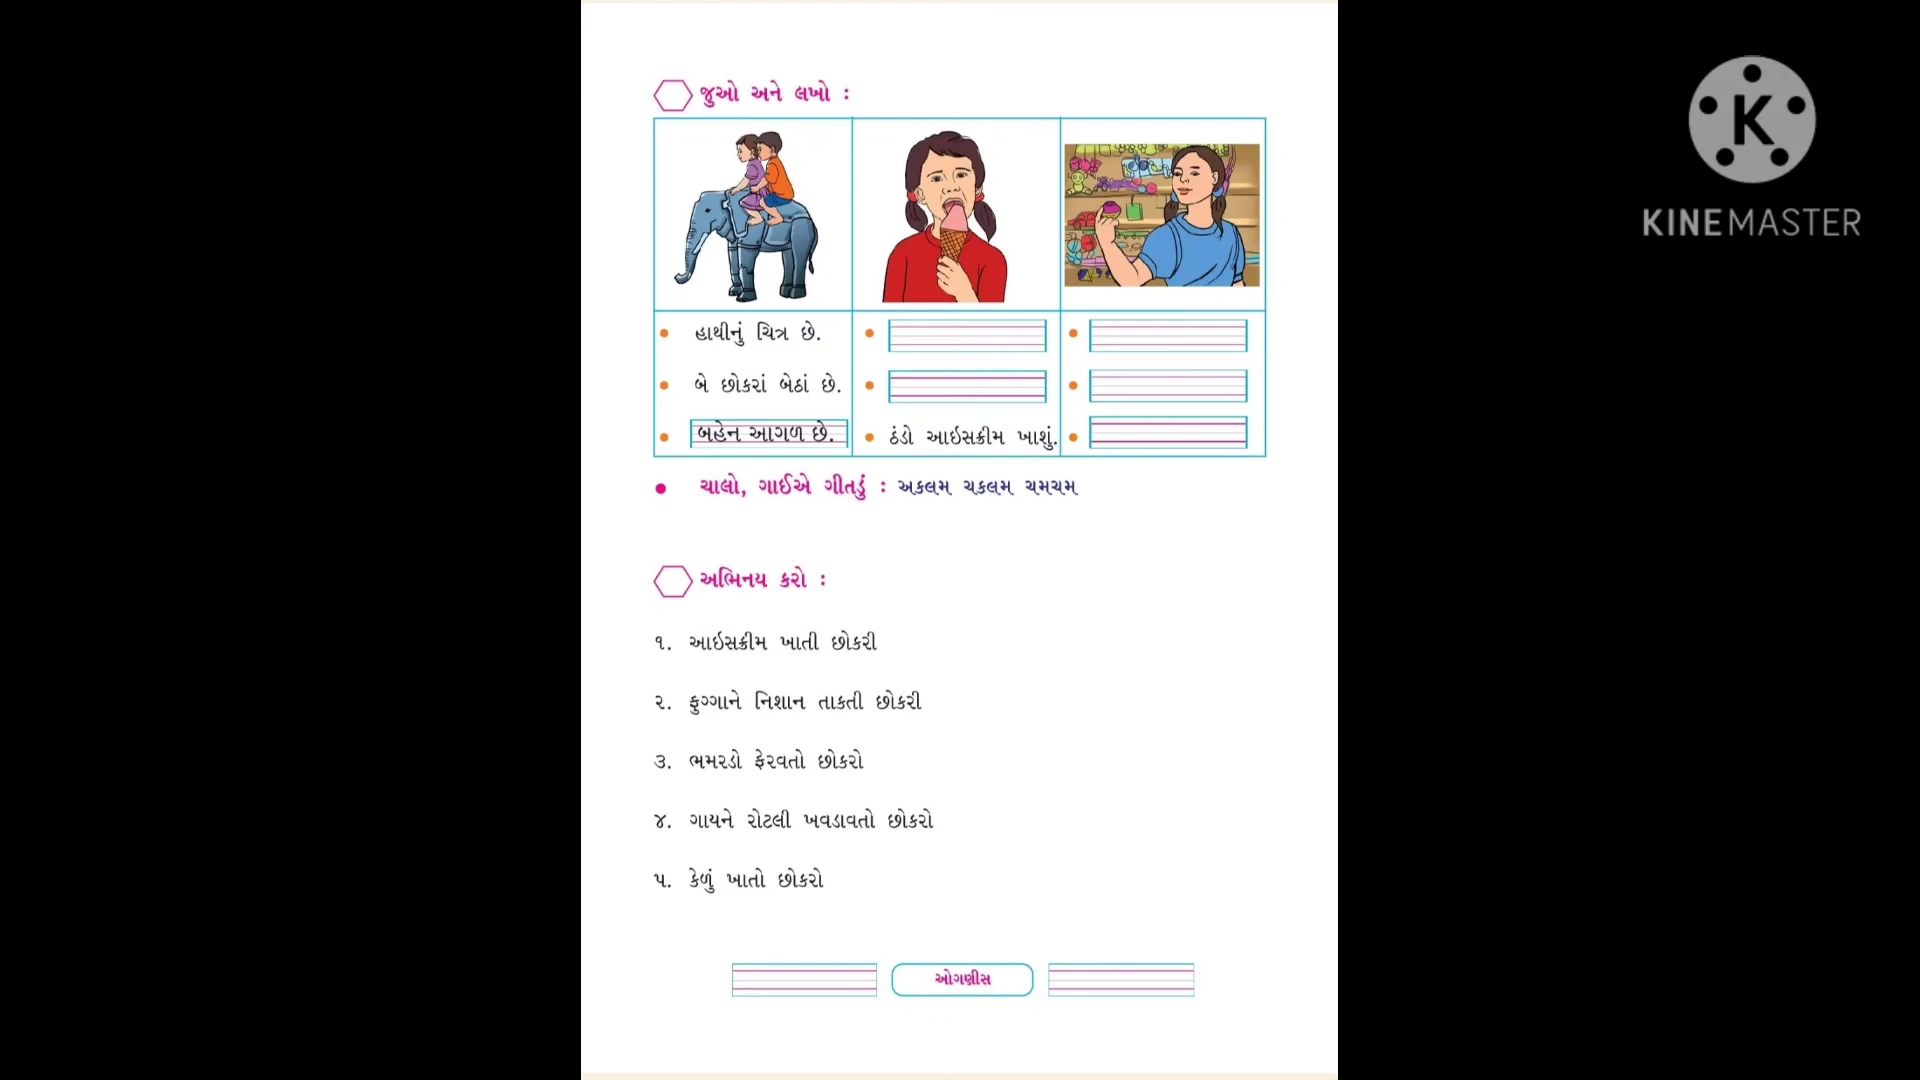 જુઓ અને લખો :
હાથીનું ચિત્ર છે.
બે છોકરાં બેઠાં છે.
બહેન આગળ છે.
ઠંડો આઇસક્રીમ ખાશું.
ચાલો, ગાઈએ ગીતડું : અકલમ ચકલમ ચમચમ
અભિનય કરો :
૧. આઇસક્રીમ ખાતી છોકરી
૨. ફુગ્ગાને નિશાન તાકતી છોકરી
૩. ભમરડો ફેરવતો છોકરો
૪. ગાયને રોટલી ખવડાવતો છોકરો
૫. કેળું ખાતો છોકરો
ઓગણીસ
K
KINEMASTER